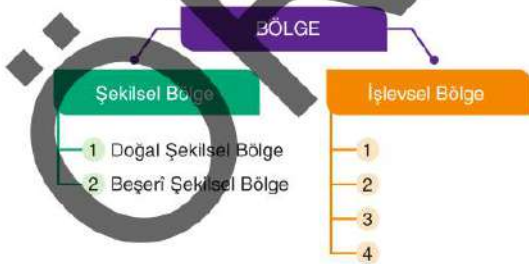 BÖLGE
Şekilsel Bölge
İşlevsel Bölge
1 Doğal Şekilsel Bölge
2 Beşerî Şekilsel Bölge
1
2
3
4